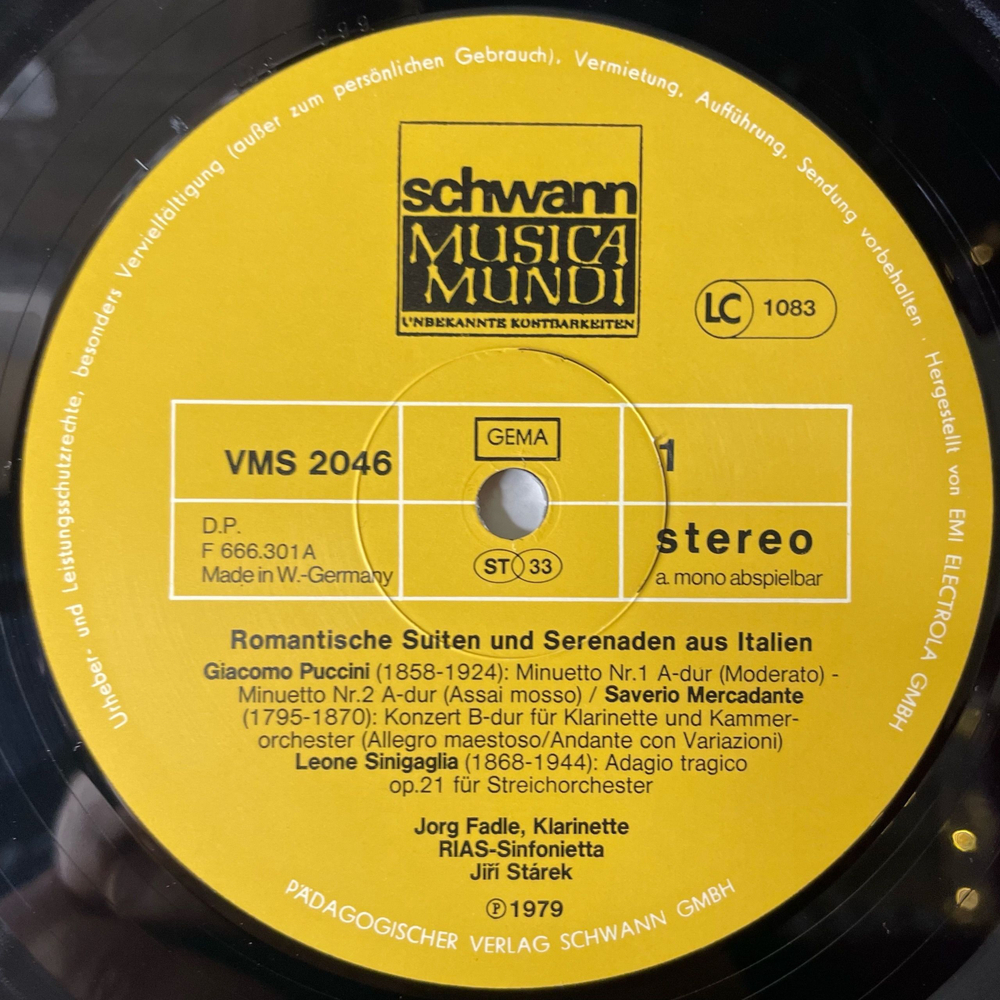 Urheber- und Leistungsschutzrechte, besonders Vervielfältigung (außer zum persönlichen Gebrauch), Vermietung, Aufführung, Sendung vorbehalten · Hergestellt von EMI ELECTROLA GMBH
schwann
MUSICA
MUNDI
UNBEKANNTE KOSTBARKEITEN
LC 1083
GEMA
VMS 2046
1
D.P.
F 666.301 A
Made in W.-Germany
ST 33
stereo
a. mono abspielbar
Romantische Suiten und Serenaden aus Italien
Giacomo Puccini (1858-1924): Minuetto Nr.1 A-dur (Moderato) -
Minuetto Nr.2 A-dur (Assai mosso) / Saverio Mercadante
(1795-1870): Konzert B-dur für Klarinette und Kammer-
orchester (Allegro maestoso/Andante con Variazioni)
Leone Sinigaglia (1868-1944): Adagio tragico
op.21 für Streichorchester
Jorg Fadle, Klarinette
RIAS-Sinfonietta
Jiří Stárek
℗ 1979
PÄDAGOGISCHER VERLAG SCHWANN GMBH